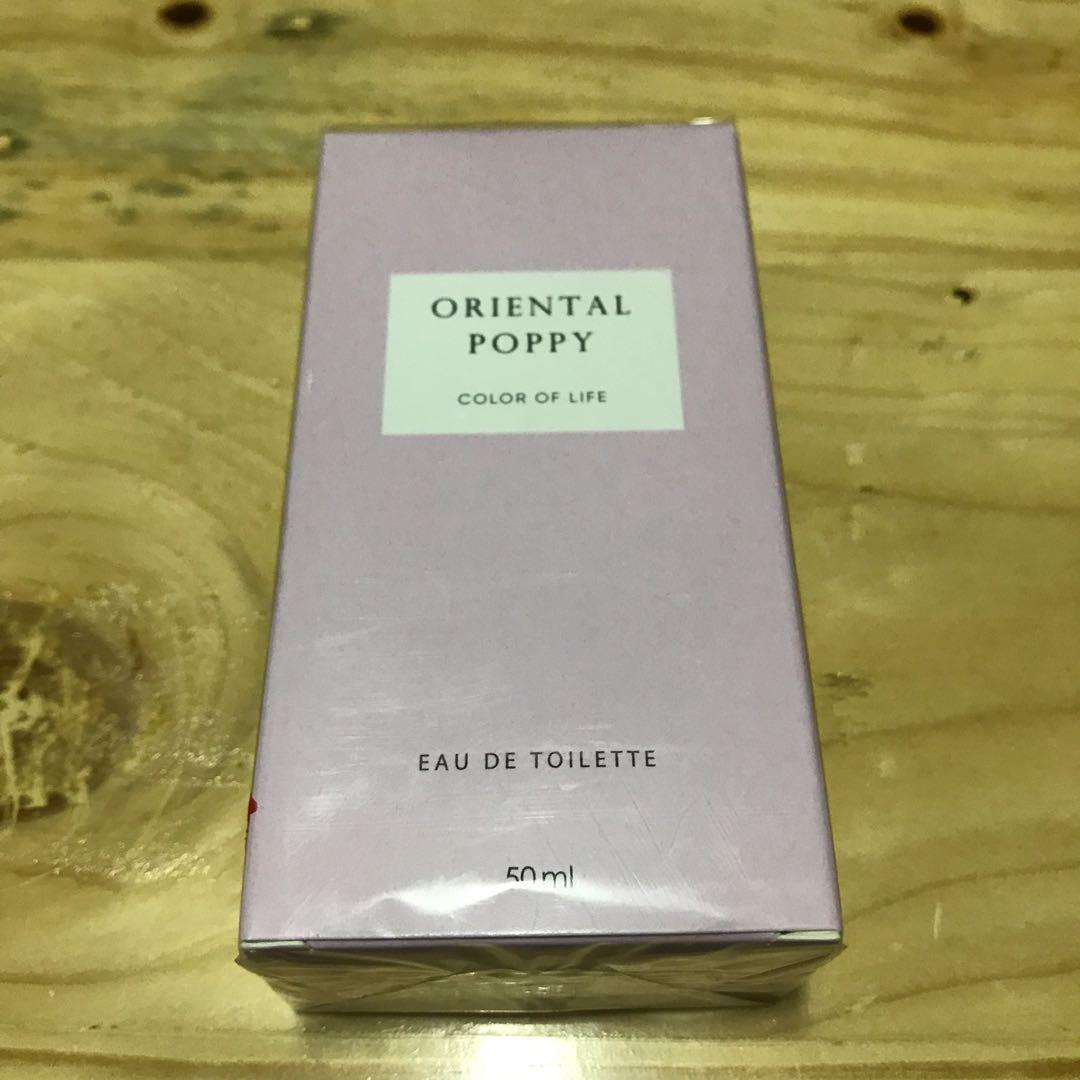 ORIENTAL
POPPY
COLOR OF LIFE
EAU DE TOILETTE
50ml